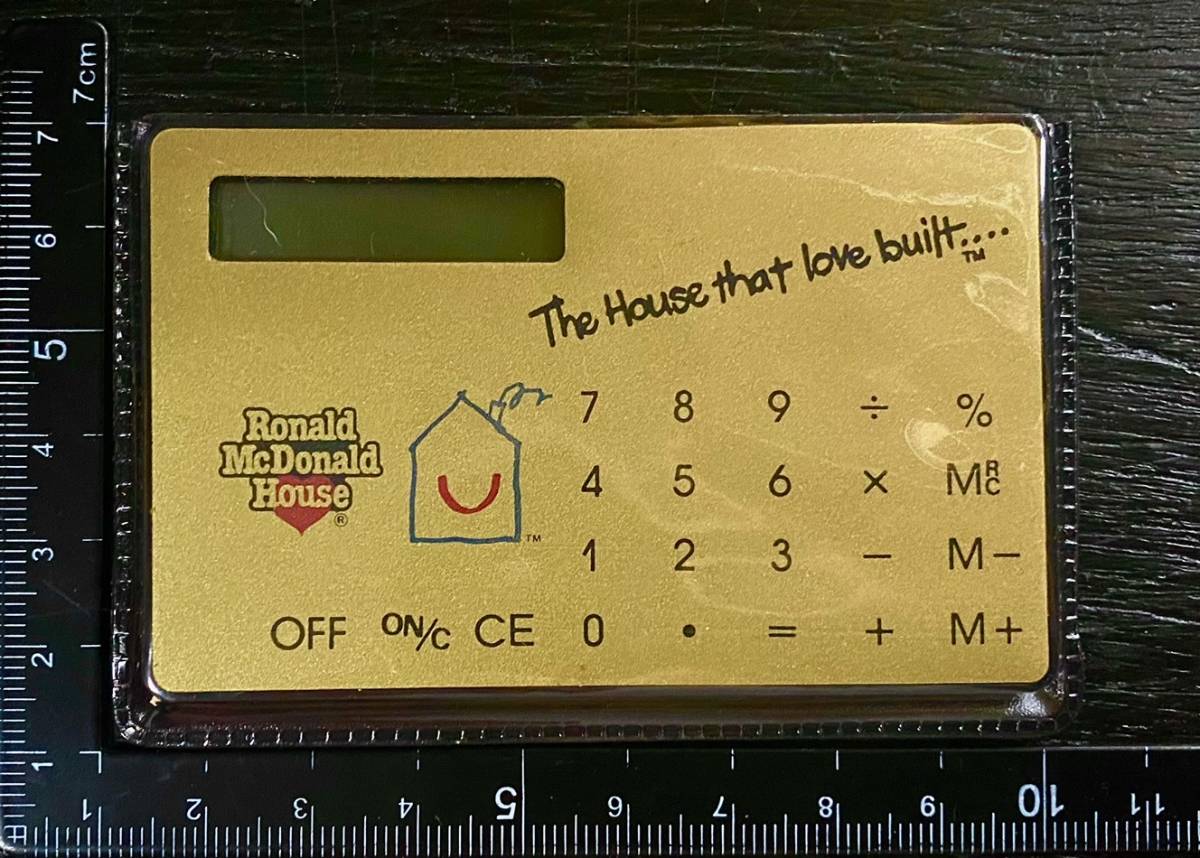 The House that love built.... TM
Ronald
McDonald
House ®
TM
7 8 9 ÷ %
4 5 6 × MRC
1 2 3 − M−
OFF ON/C CE 0 • = + M+
7cm
7
6
5
4
3
2
1
1 2 3 4 5 6 7 8 9 10 11